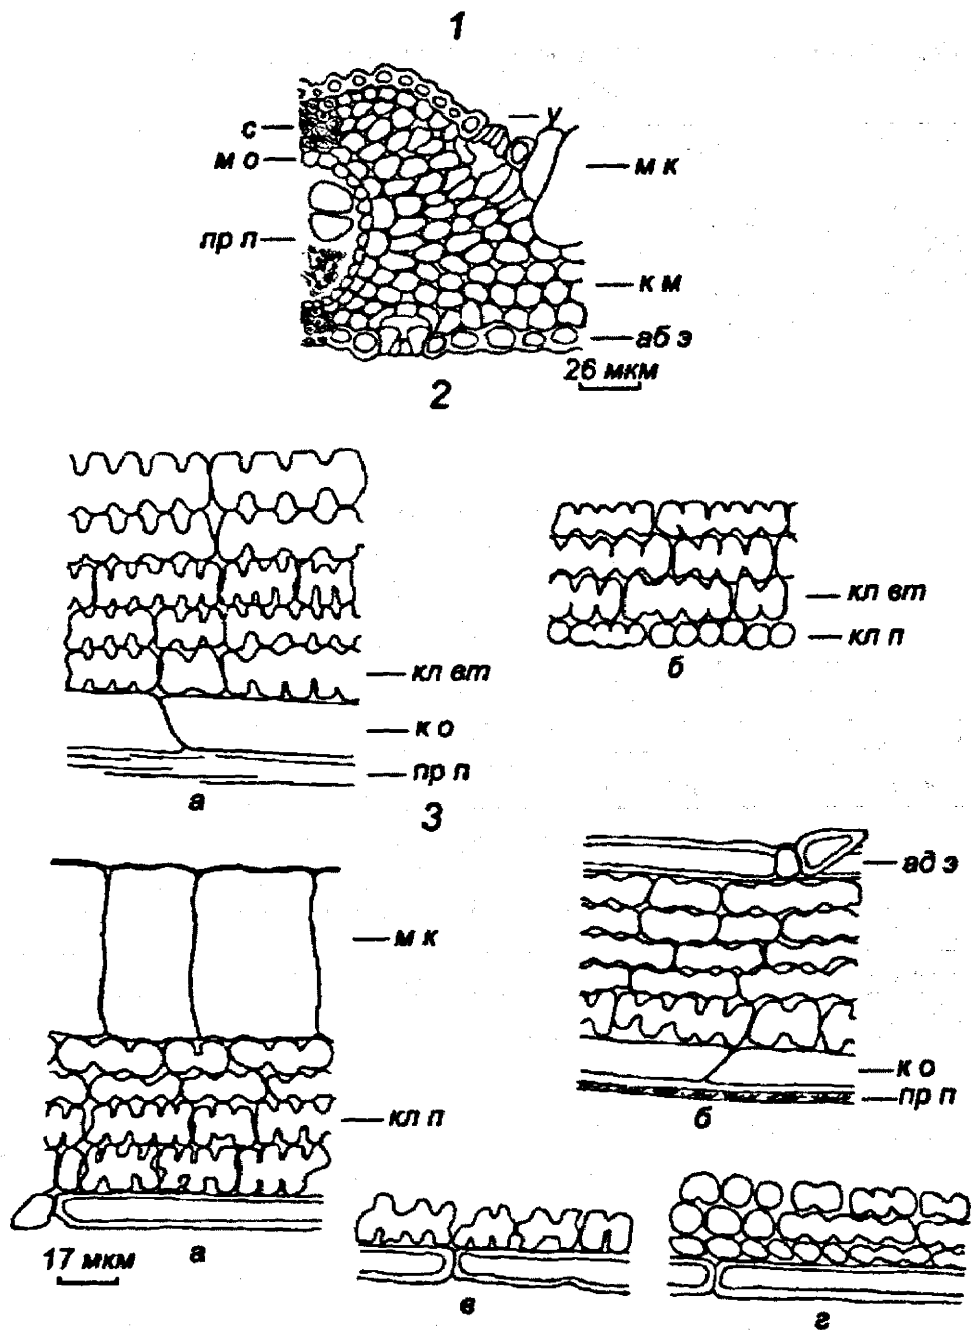 1
с
у
м о
м к
пр п
к м
аб э
26 мкм
2
кл вт
кл п
б
кл вт
к о
пр п
а
3
ад э
м к
к о
пр п
кл п
б
17 мкм
а
в
г